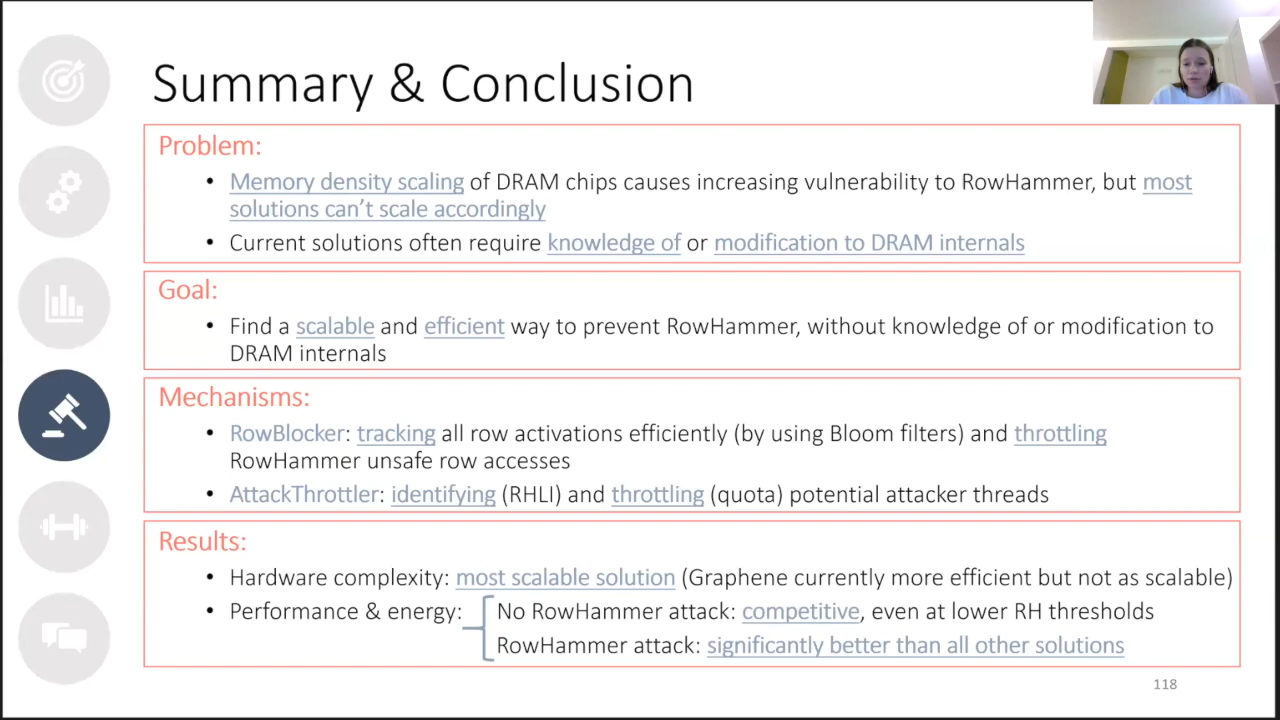 Summary & Conclusion
Problem:
• Memory density scaling of DRAM chips causes increasing vulnerability to RowHammer, but most
solutions can't scale accordingly
• Current solutions often require knowledge of or modification to DRAM internals
Goal:
• Find a scalable and efficient way to prevent RowHammer, without knowledge of or modification to
DRAM internals
Mechanisms:
• RowBlocker: tracking all row activations efficiently (by using Bloom filters) and throttling
RowHammer unsafe row accesses
• AttackThrottler: identifying (RHLI) and throttling (quota) potential attacker threads
Results:
• Hardware complexity: most scalable solution (Graphene currently more efficient but not as scalable)
• Performance & energy: No RowHammer attack: competitive, even at lower RH thresholds
RowHammer attack: significantly better than all other solutions
118